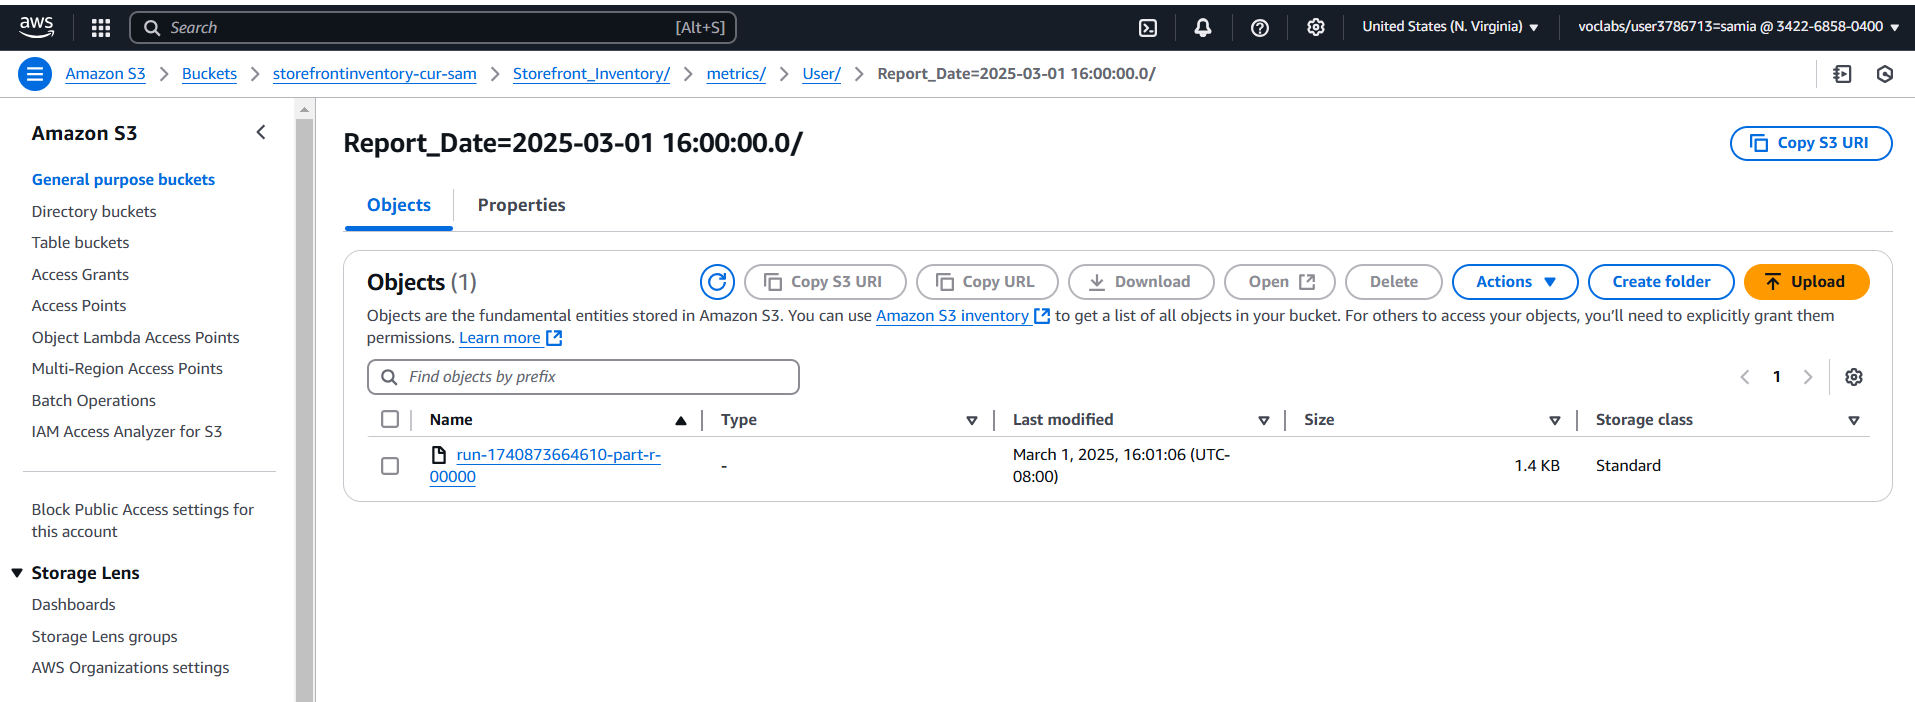 aws
Search [Alt+S]
United States (N. Virginia)
voclabs/user3786713=samia @ 3422-6858-0400
Amazon S3
Buckets
storefrontinventory-cur-sam
Storefront_Inventory/
metrics/
User/
Report_Date=2025-03-01 16:00:00.0/
Amazon S3
General purpose buckets
Directory buckets
Table buckets
Access Grants
Access Points
Object Lambda Access Points
Multi-Region Access Points
Batch Operations
IAM Access Analyzer for S3
Block Public Access settings for
this account
Storage Lens
Dashboards
Storage Lens groups
AWS Organizations settings
Report_Date=2025-03-01 16:00:00.0/
Copy S3 URI
Objects
Properties
Objects (1)
Copy S3 URI
Copy URL
Download
Open
Delete
Actions
Create folder
Upload
Objects are the fundamental entities stored in Amazon S3. You can use Amazon S3 inventory to get a list of all objects in your bucket. For others to access your objects, you’ll need to explicitly grant them
permissions. Learn more
Find objects by prefix
1
Name
Type
Last modified
Size
Storage class
run-1740873664610-part-r-
00000
-
March 1, 2025, 16:01:06 (UTC-
08:00)
1.4 KB
Standard